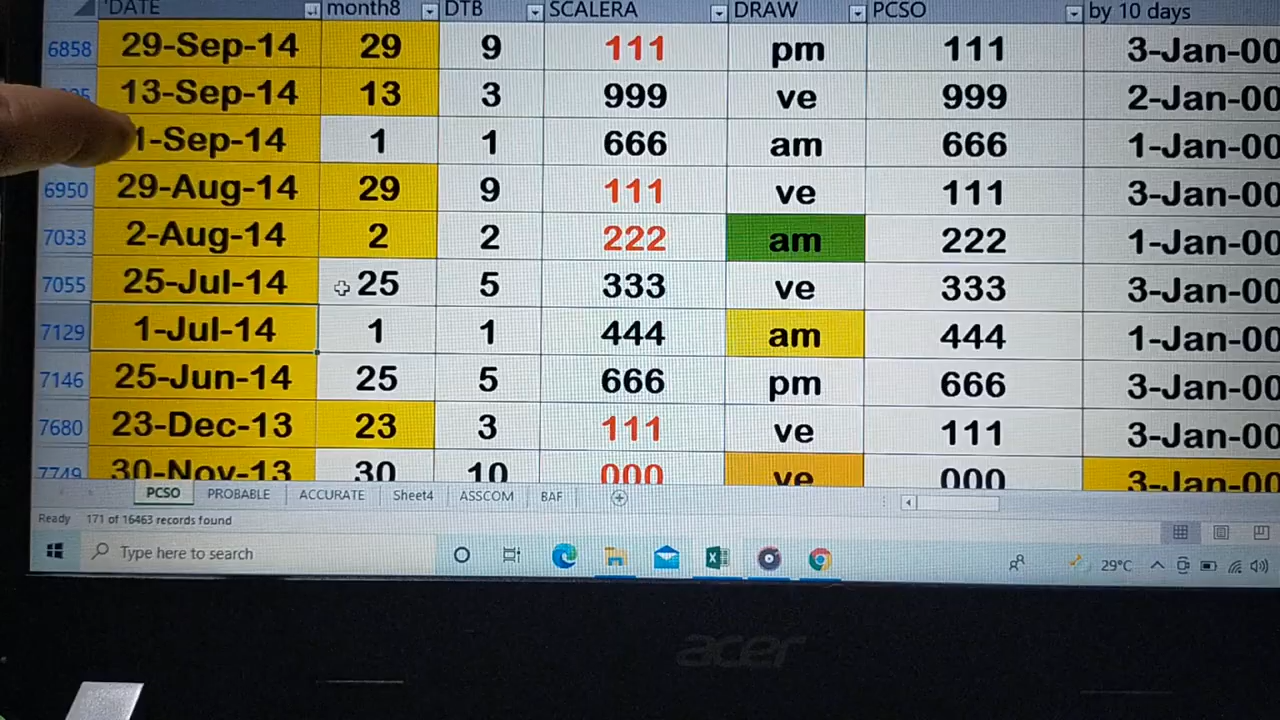 'DATE month8 DTB SCALERA DRAW PCSO by 10 days
6858 29-Sep-14 29 9 111 pm 111 3-Jan-00
13-Sep-14 13 3 999 ve 999 2-Jan-00
1-Sep-14 1 1 666 am 666 1-Jan-00
6950 29-Aug-14 29 9 111 ve 111 3-Jan-00
7033 2-Aug-14 2 2 222 am 222 1-Jan-00
7055 25-Jul-14 25 5 333 ve 333 3-Jan-00
7129 1-Jul-14 1 1 444 am 444 1-Jan-00
7146 25-Jun-14 25 5 666 pm 666 3-Jan-00
7680 23-Dec-13 23 3 111 ve 111 3-Jan-00
7749 30-Nov-13 30 10 000 ve 000 3-Jan-00
PCSO PROBABLE ACCURATE Sheet4 ASSCOM BAF
Ready 171 of 16463 records found
Type here to search 29°C
acer